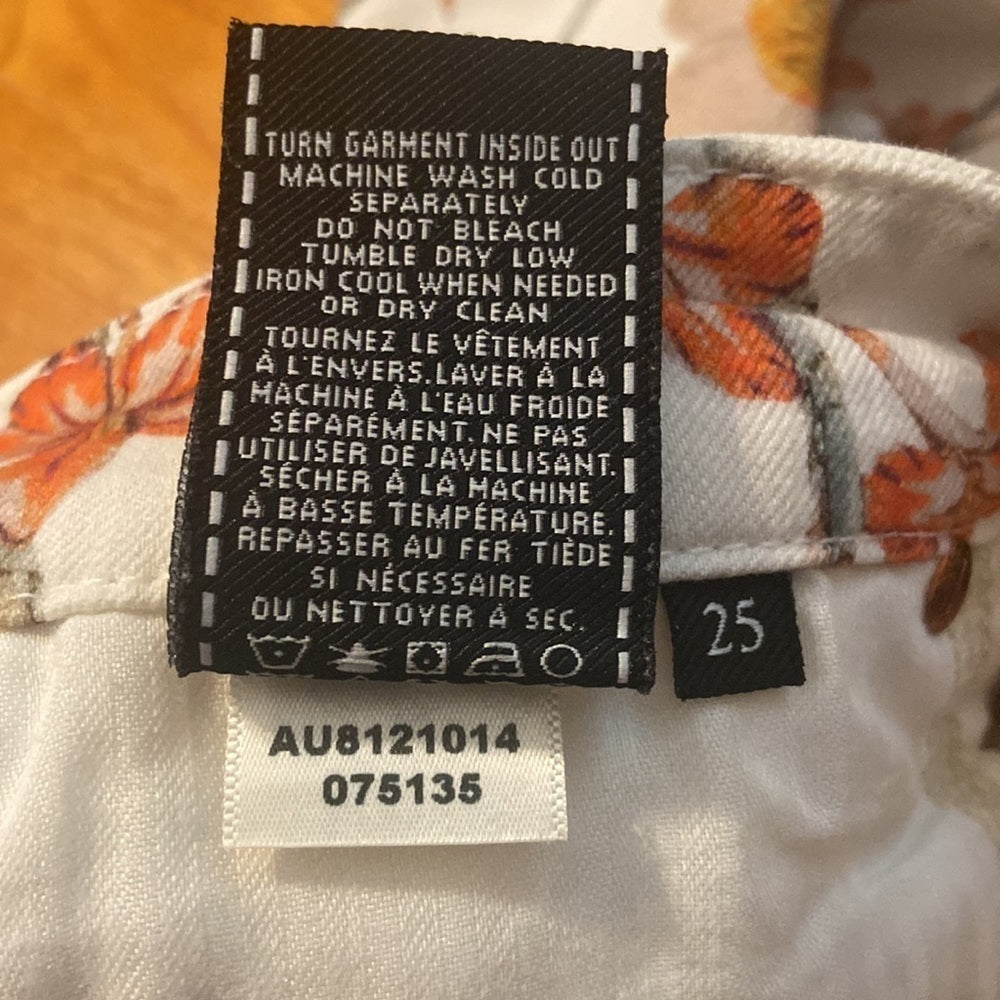 TURN GARMENT INSIDE OUT
MACHINE WASH COLD
SEPARATELY
DO NOT BLEACH
TUMBLE DRY LOW
IRON COOL WHEN NEEDED
OR DRY CLEAN
TOURNEZ LE VÊTEMENT
À L'ENVERS.LAVER À LA
MACHINE À L'EAU FROIDE
SÉPARÉMENT. NE PAS
UTILISER DE JAVELLISANT.
SÉCHER À LA MACHINE
À BASSE TEMPÉRATURE.
REPASSER AU FER TIÈDE
SI NÉCESSAIRE
OU NETTOYER À SEC.
25
AU8121014
075135